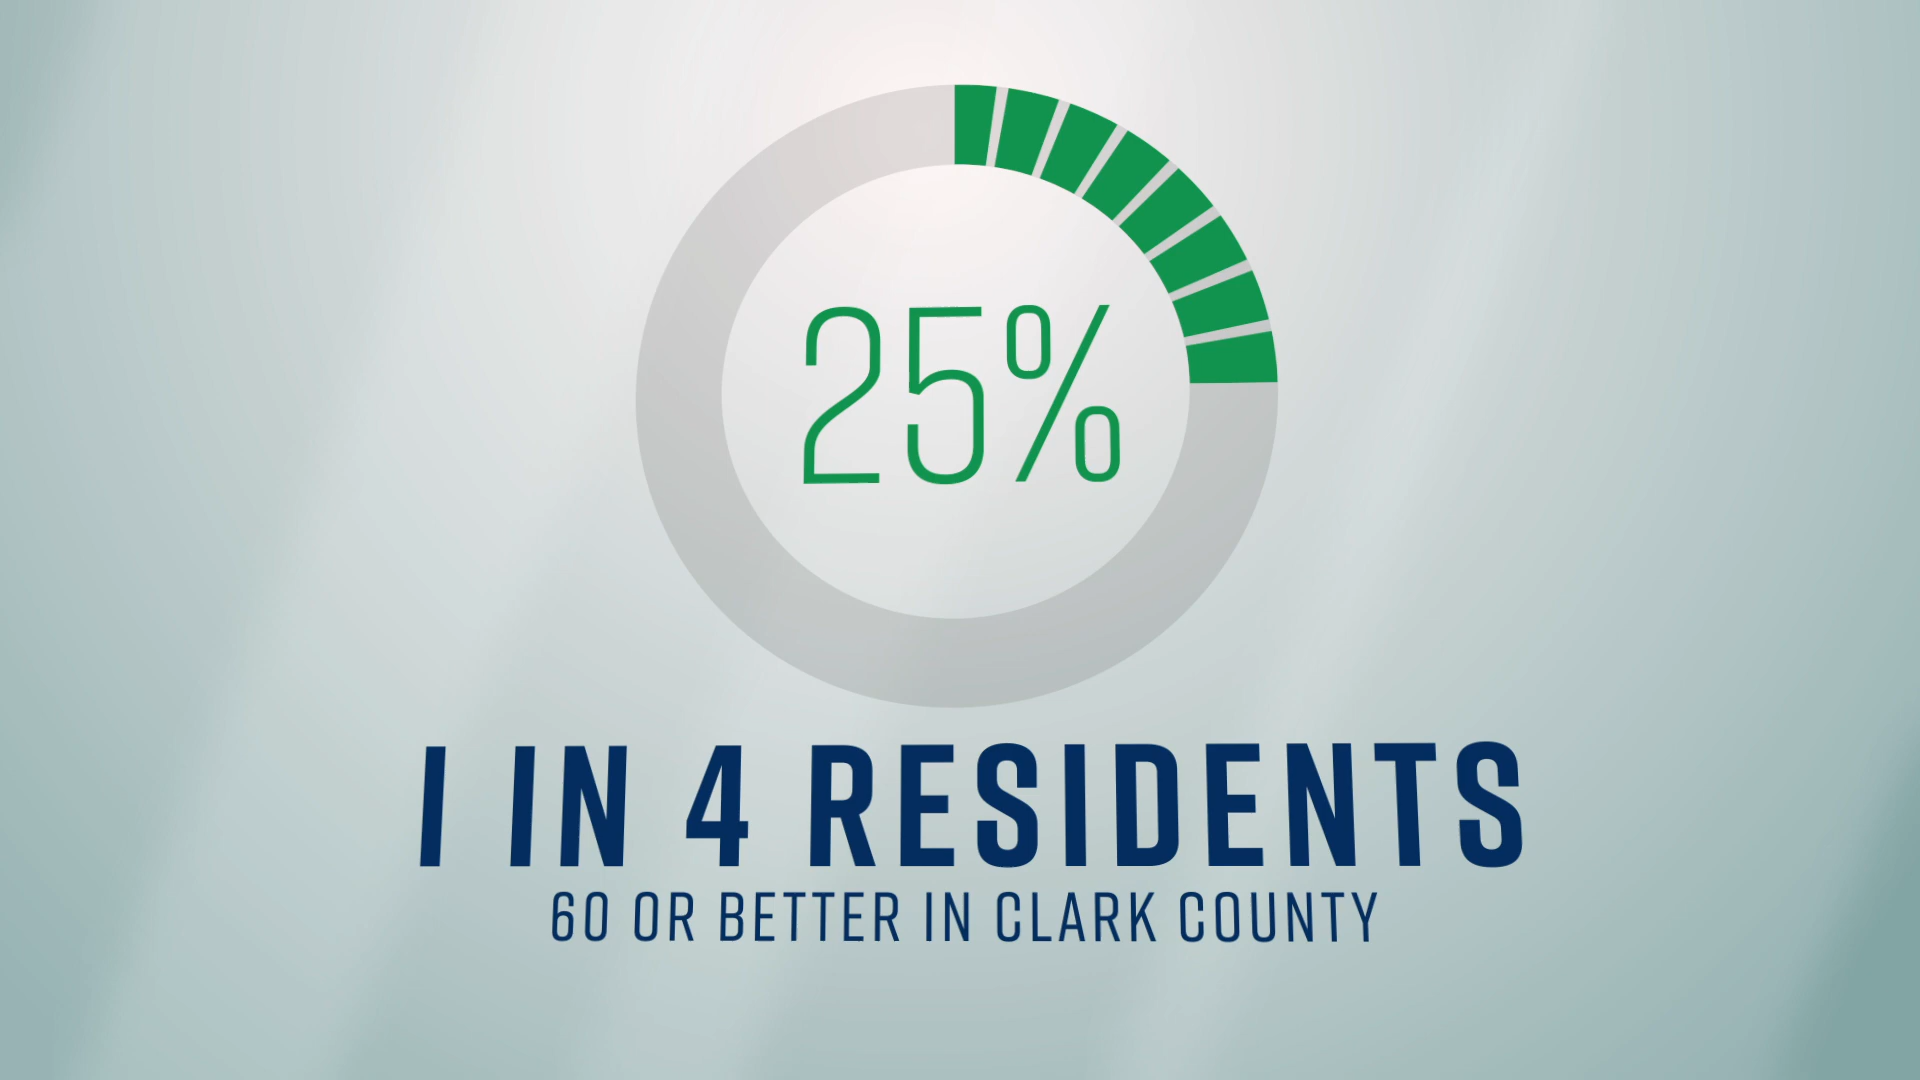 25%
1 IN 4 RESIDENTS
60 OR BETTER IN CLARK COUNTY